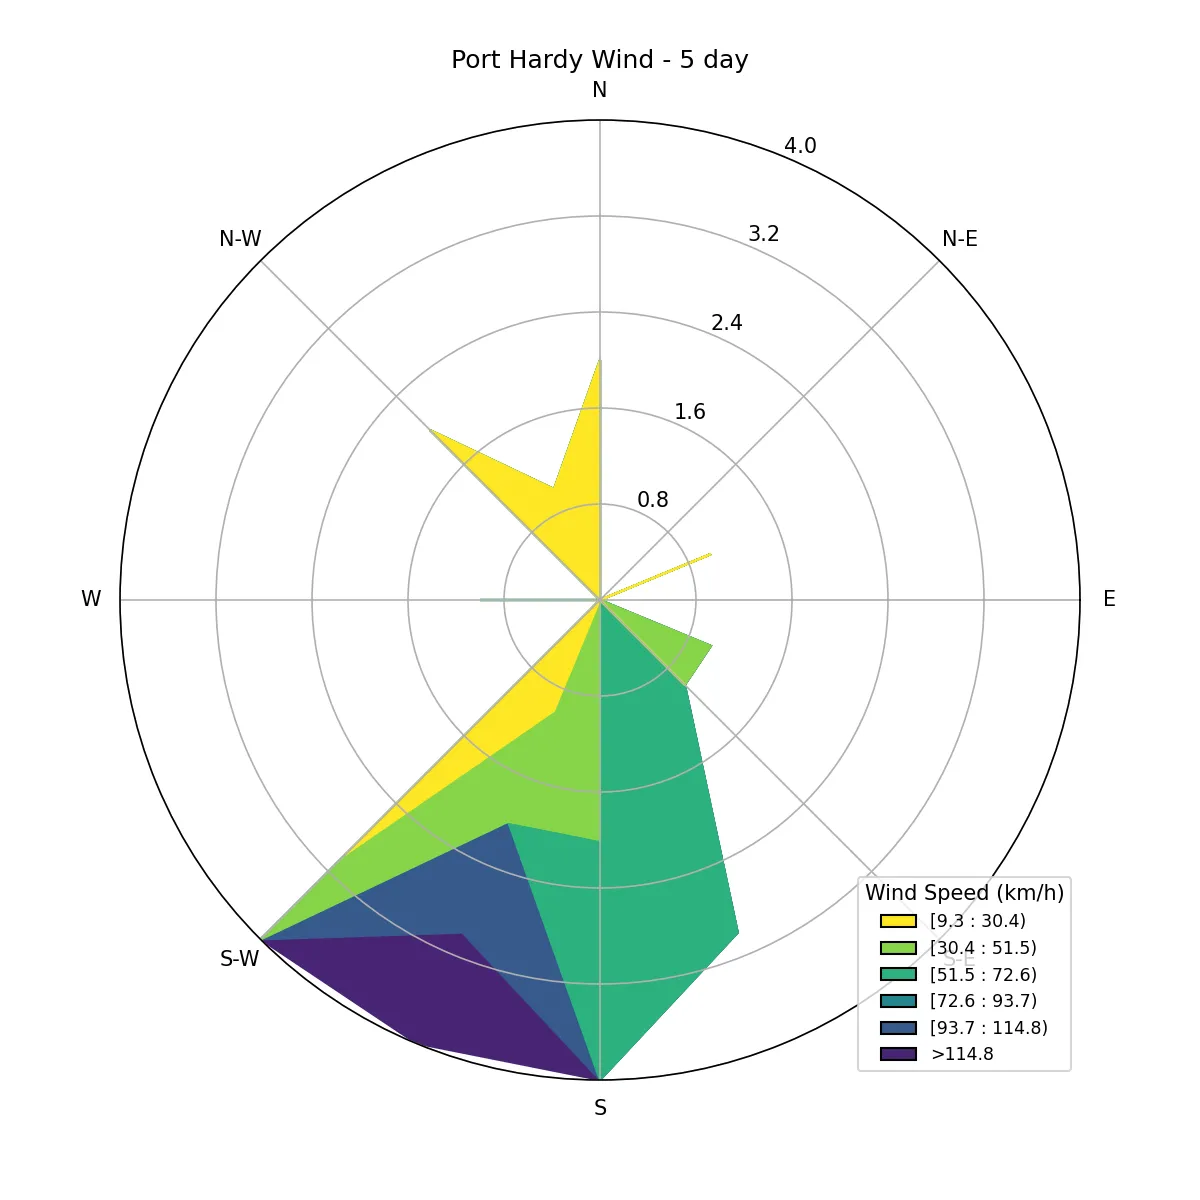 Port Hardy Wind - 5 day
N
4.0
N-W
3.2
N-E
2.4
1.6
0.8
W
E
Wind Speed (km/h)
[9.3 : 30.4)
[30.4 : 51.5)
S-W
S-E
[51.5 : 72.6)
[72.6 : 93.7)
[93.7 : 114.8)
>114.8
S